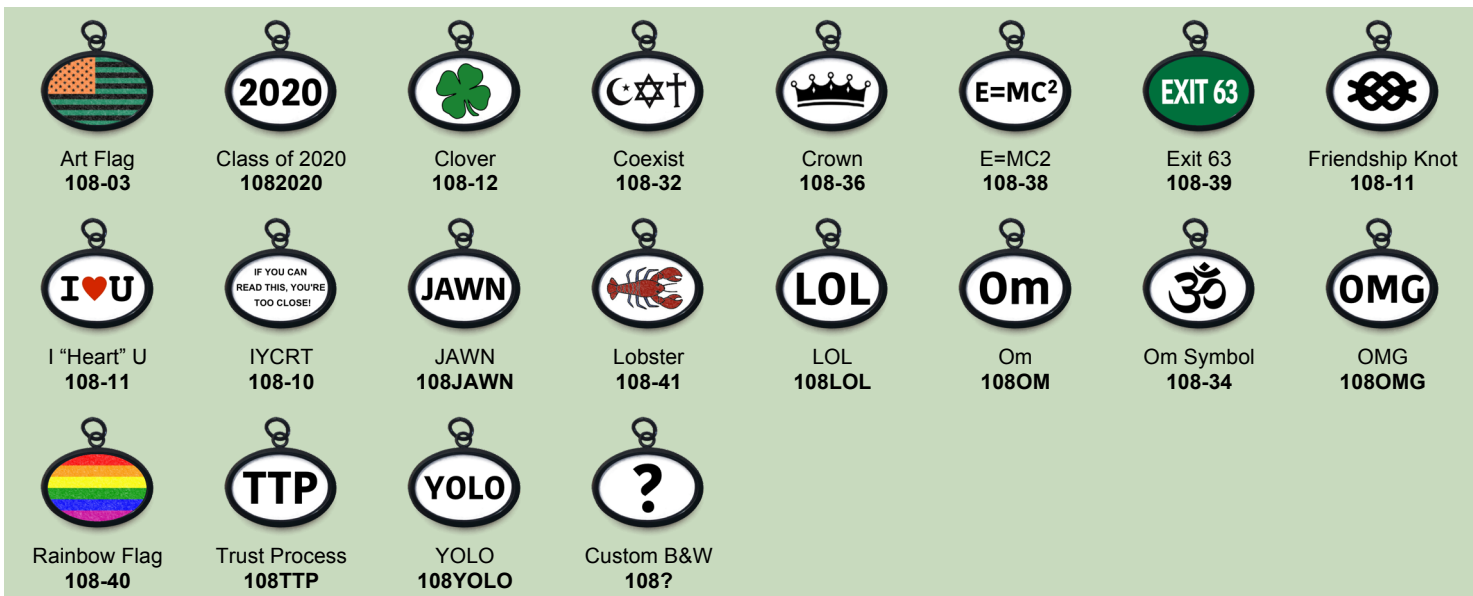 2020
E=MC²
EXIT 63
Art Flag
108-03
Class of 2020
1082020
Clover
108-12
Coexist
108-32
Crown
108-36
E=MC2
108-38
Exit 63
108-39
Friendship Knot
108-11
I♥U
IF YOU CAN
READ THIS, YOU'RE
TOO CLOSE!
JAWN
LOL
Om
ॐ
OMG
I “Heart” U
108-11
IYCRT
108-10
JAWN
108JAWN
Lobster
108-41
LOL
108LOL
Om
108OM
Om Symbol
108-34
OMG
108OMG
TTP
YOLO
?
Rainbow Flag
108-40
Trust Process
108TTP
YOLO
108YOLO
Custom B&W
108?